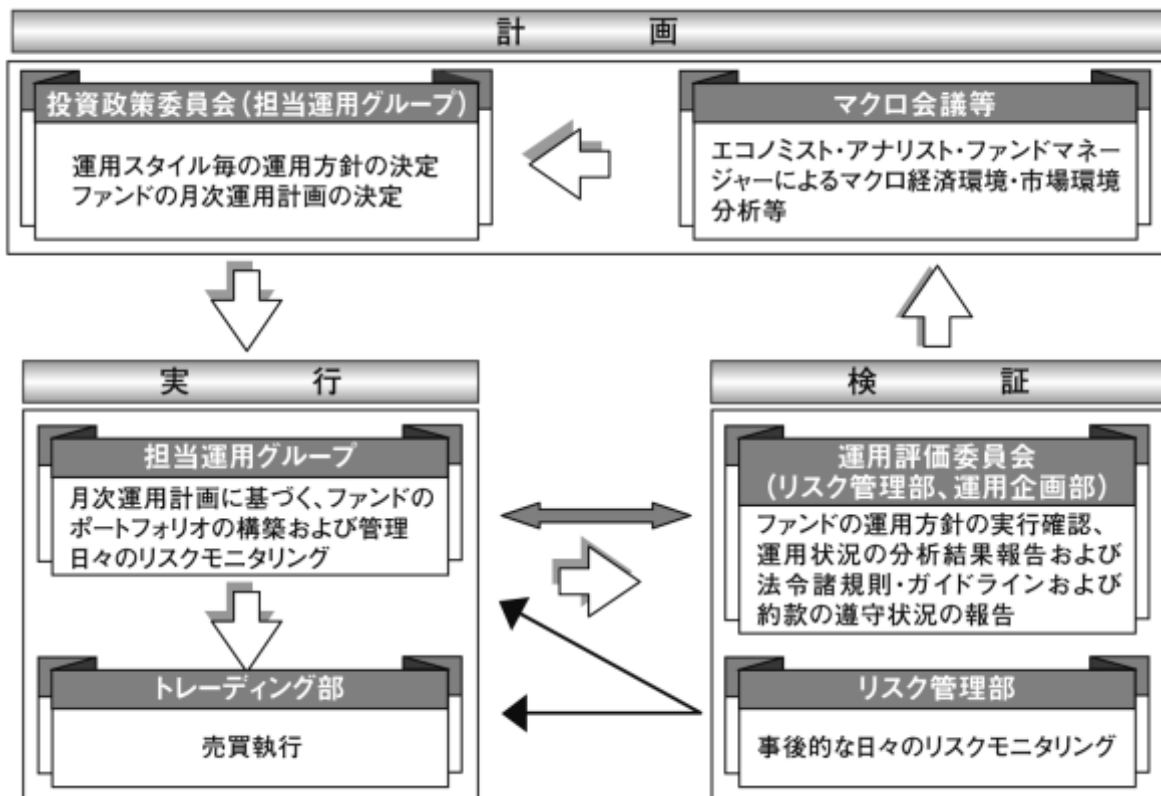 計画
投資政策委員会(担当運用グループ)
運用スタイル毎の運用方針の決定
ファンドの月次運用計画の決定
マクロ会議等
エコノミスト・アナリスト・ファンドマネー
ジャーによるマクロ経済環境・市場環境
分析等
実行
担当運用グループ
月次運用計画に基づく、ファンドの
ポートフォリオの構築および管理
日々のリスクモニタリング
トレーディング部
売買執行
検証
運用評価委員会
(リスク管理部、運用企画部)
ファンドの運用方針の実行確認、
運用状況の分析結果報告および
法令諸規則・ガイドラインおよび
約款の遵守状況の報告
リスク管理部
事後的な日々のリスクモニタリング